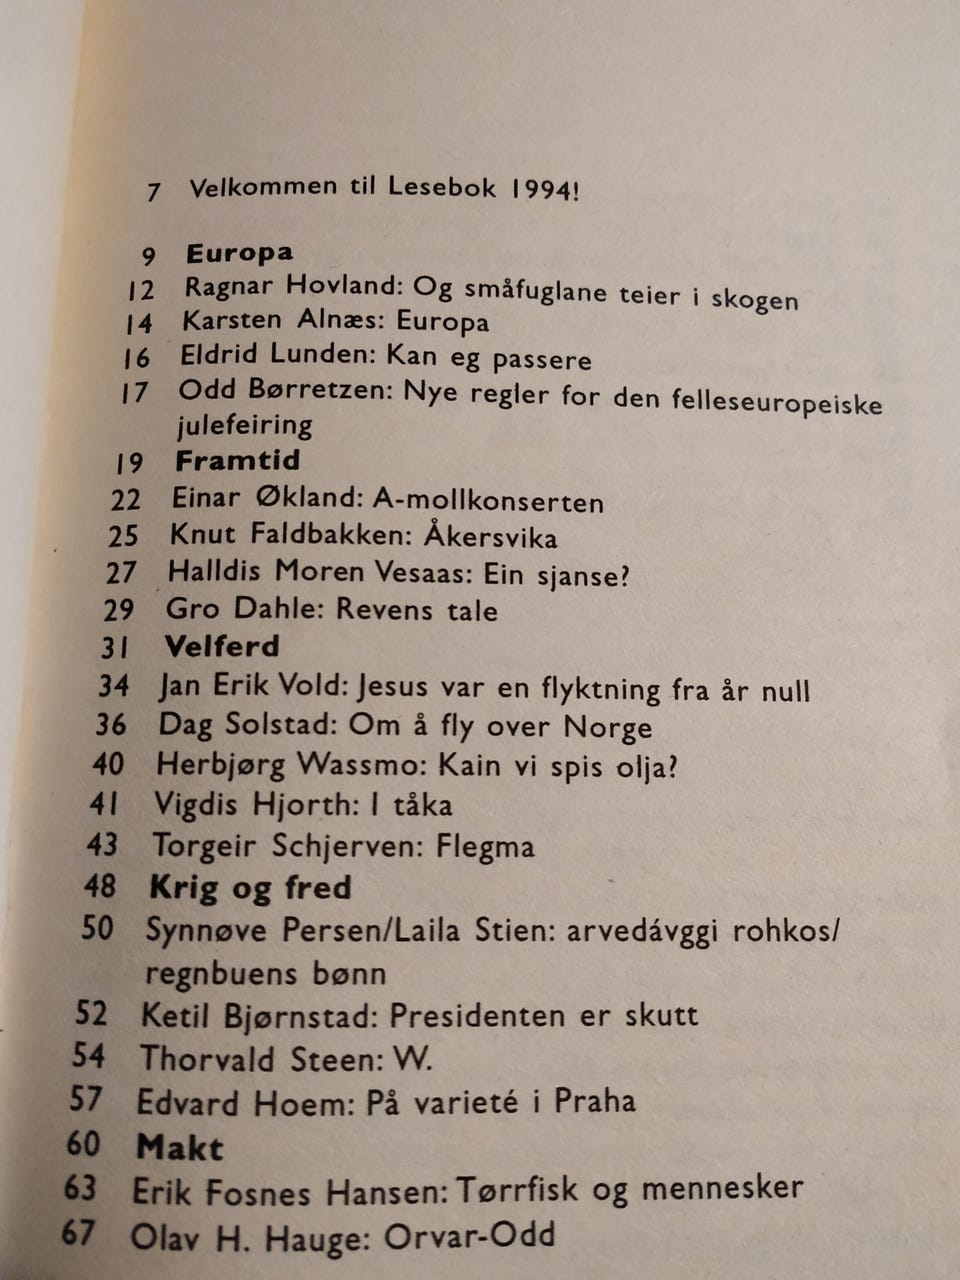 7 Velkommen til Lesebok 1994!
9 Europa
12 Ragnar Hovland: Og småfuglane teier i skogen
14 Karsten Alnæs: Europa
16 Eldrid Lunden: Kan eg passere
17 Odd Børretzen: Nye regler for den felleseuropeiske
julefeiring
19 Framtid
22 Einar Økland: A-mollkonserten
25 Knut Faldbakken: Åkersvika
27 Halldis Moren Vesaas: Ein sjanse?
29 Gro Dahle: Revens tale
31 Velferd
34 Jan Erik Vold: Jesus var en flyktning fra år null
36 Dag Solstad: Om å fly over Norge
40 Herbjørg Wassmo: Kain vi spis olja?
41 Vigdis Hjorth: I tåka
43 Torgeir Schjerven: Flegma
48 Krig og fred
50 Synnøve Persen/Laila Stien: arvedávggi rohkos/
regnbuens bønn
52 Ketil Bjørnstad: Presidenten er skutt
54 Thorvald Steen: W.
57 Edvard Hoem: På varieté i Praha
60 Makt
63 Erik Fosnes Hansen: Tørrfisk og mennesker
67 Olav H. Hauge: Orvar-Odd